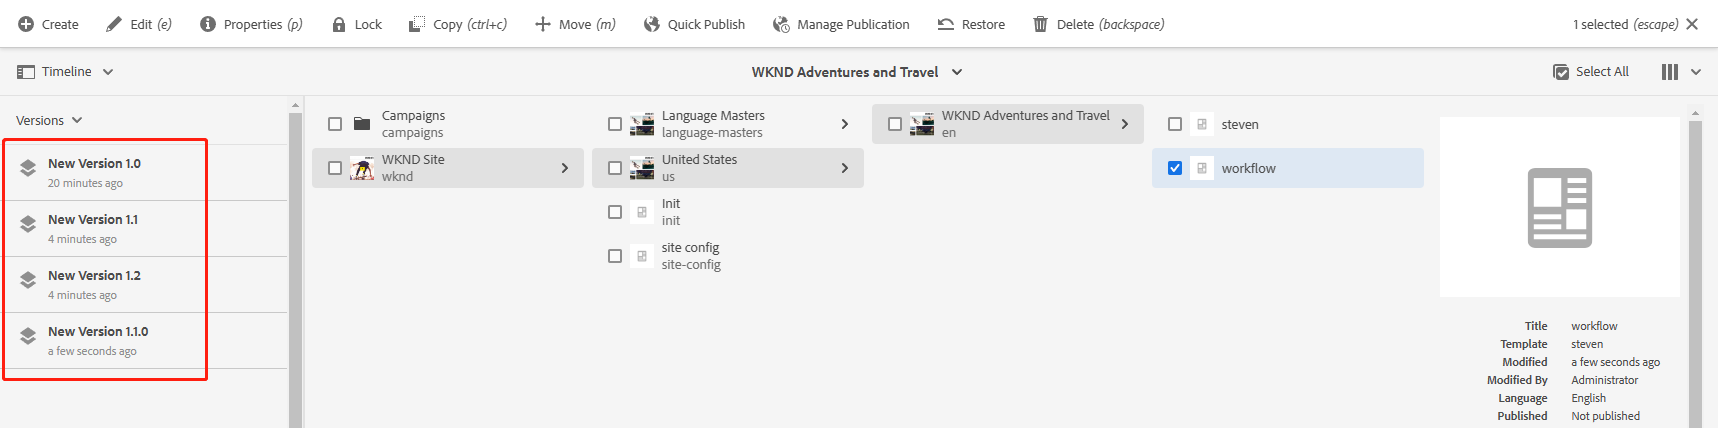 Create Edit (e) Properties (p) Lock Copy (ctrl+c) Move (m) Quick Publish Manage Publication Restore Delete (backspace) 1 selected (escape)
Timeline WKND Adventures and Travel Select All
Versions
New Version 1.0
20 minutes ago
New Version 1.1
4 minutes ago
New Version 1.2
4 minutes ago
New Version 1.1.0
a few seconds ago
Campaigns
campaigns
WKND Site
wknd
Language Masters
language-masters
United States
us
Init
init
site config
site-config
WKND Adventures and Travel
en
steven
workflow
Title workflow
Template steven
Modified a few seconds ago
Modified By Administrator
Language English
Published Not published